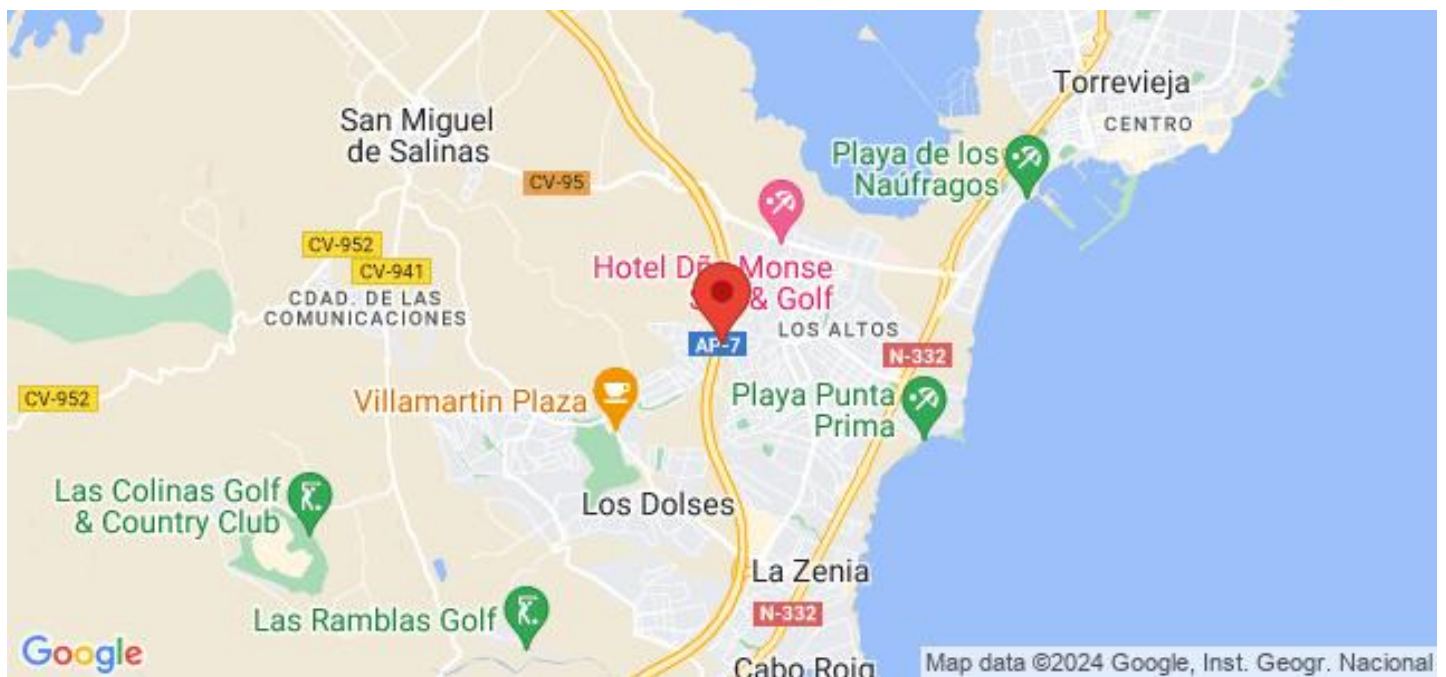 Torrevieja
CENTRO
San Miguel
de Salinas
Playa de los
Naúfragos
CV-95
CV-952
CV-941
Hotel Dña Monse
& Golf
CDAD. DE LAS
COMUNICACIONES
LOS ALTOS
AP-7
N-332
CV-952
Villamartin Plaza
Playa Punta
Prima
Las Colinas Golf
& Country Club
Los Dolses
La Zenia
N-332
Las Ramblas Golf
Cabo Roig
Google
Map data ©2024 Google, Inst. Geogr. Nacional